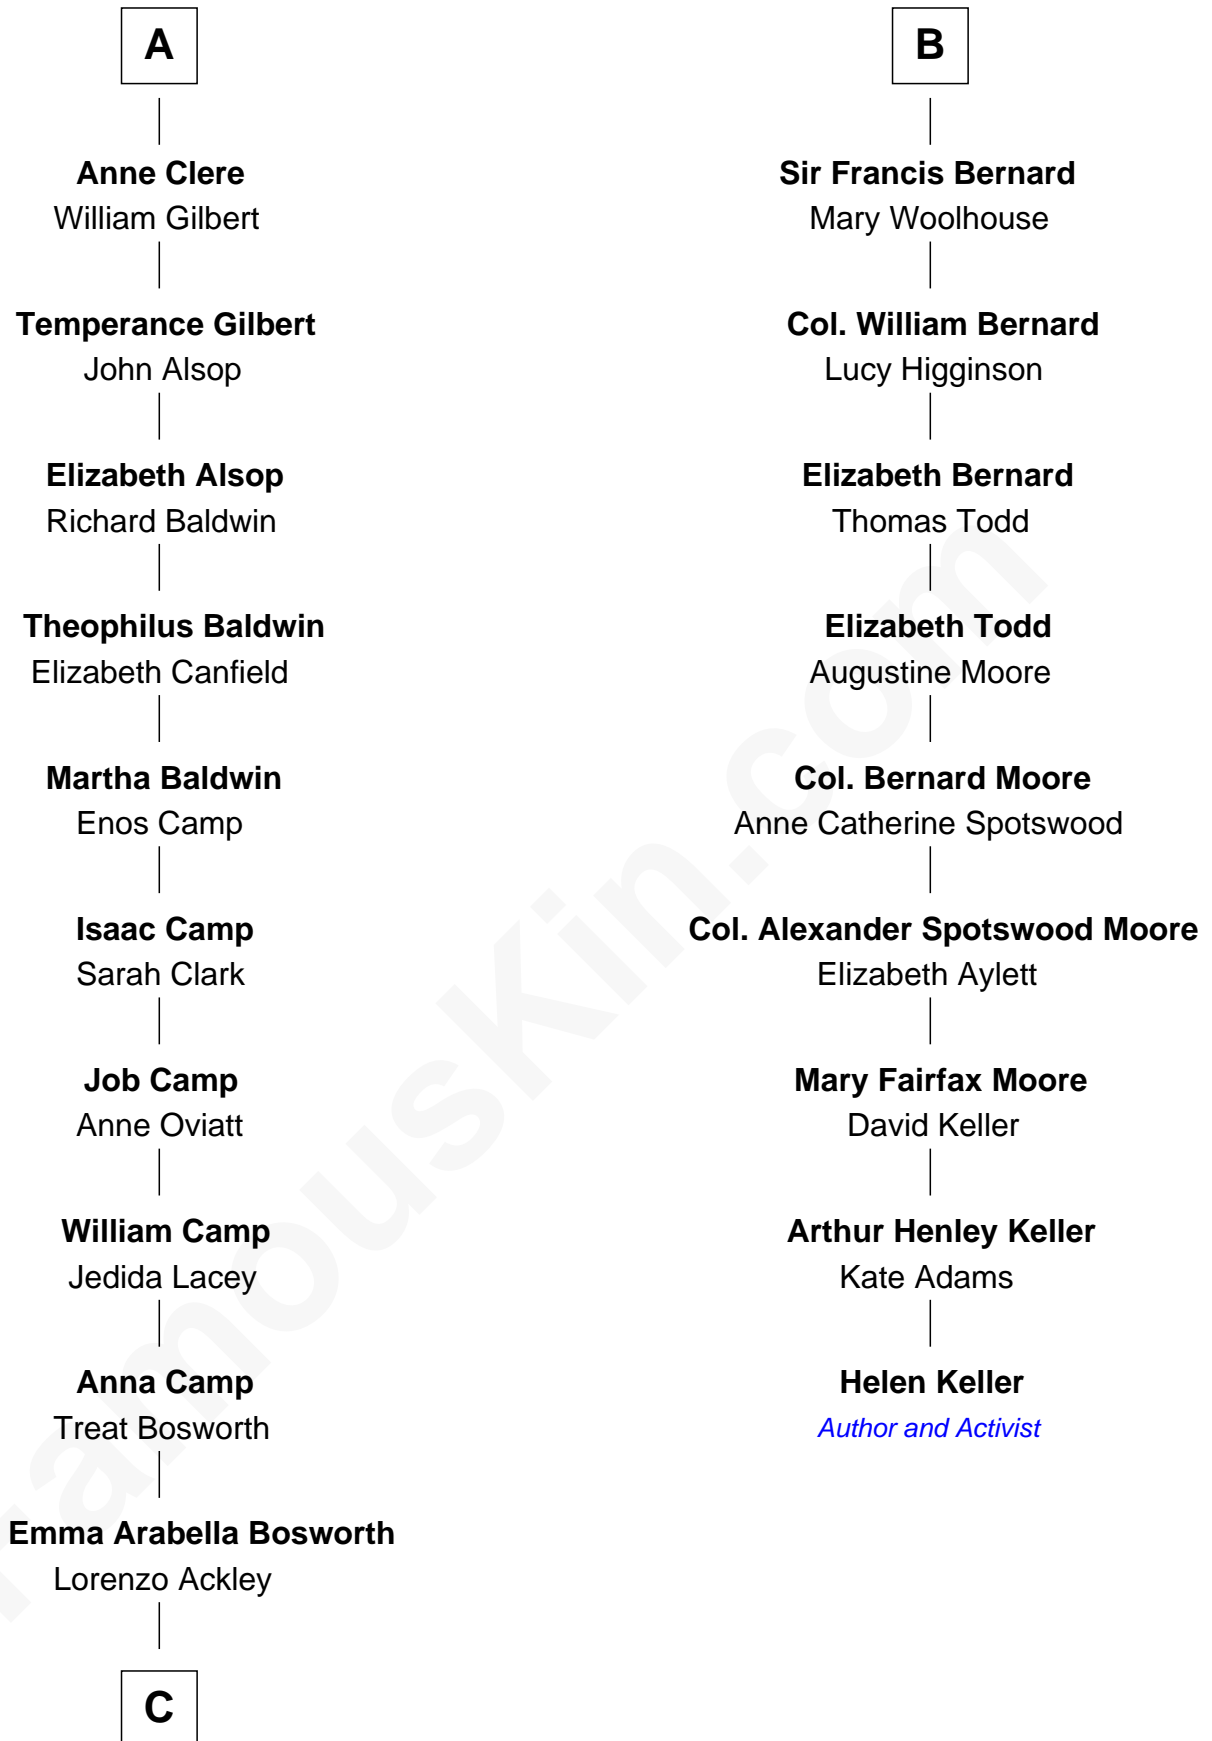 A
Anne Clere
William Gilbert
Temperance Gilbert
John Alsop
Elizabeth Alsop
Richard Baldwin
Theophilus Baldwin
Elizabeth Canfield
Martha Baldwin
Enos Camp
Isaac Camp
Sarah Clark
Job Camp
Anne Oviatt
William Camp
Jedida Lacey
Anna Camp
Treat Bosworth
Emma Arabella Bosworth
Lorenzo Ackley
C
B
Sir Francis Bernard
Mary Woolhouse
Col. William Bernard
Lucy Higginson
Elizabeth Bernard
Thomas Todd
Elizabeth Todd
Augustine Moore
Col. Bernard Moore
Anne Catherine Spotswood
Col. Alexander Spotswood Moore
Elizabeth Aylett
Mary Fairfax Moore
David Keller
Arthur Henley Keller
Kate Adams
Helen Keller
Author and Activist
FamousKin.com